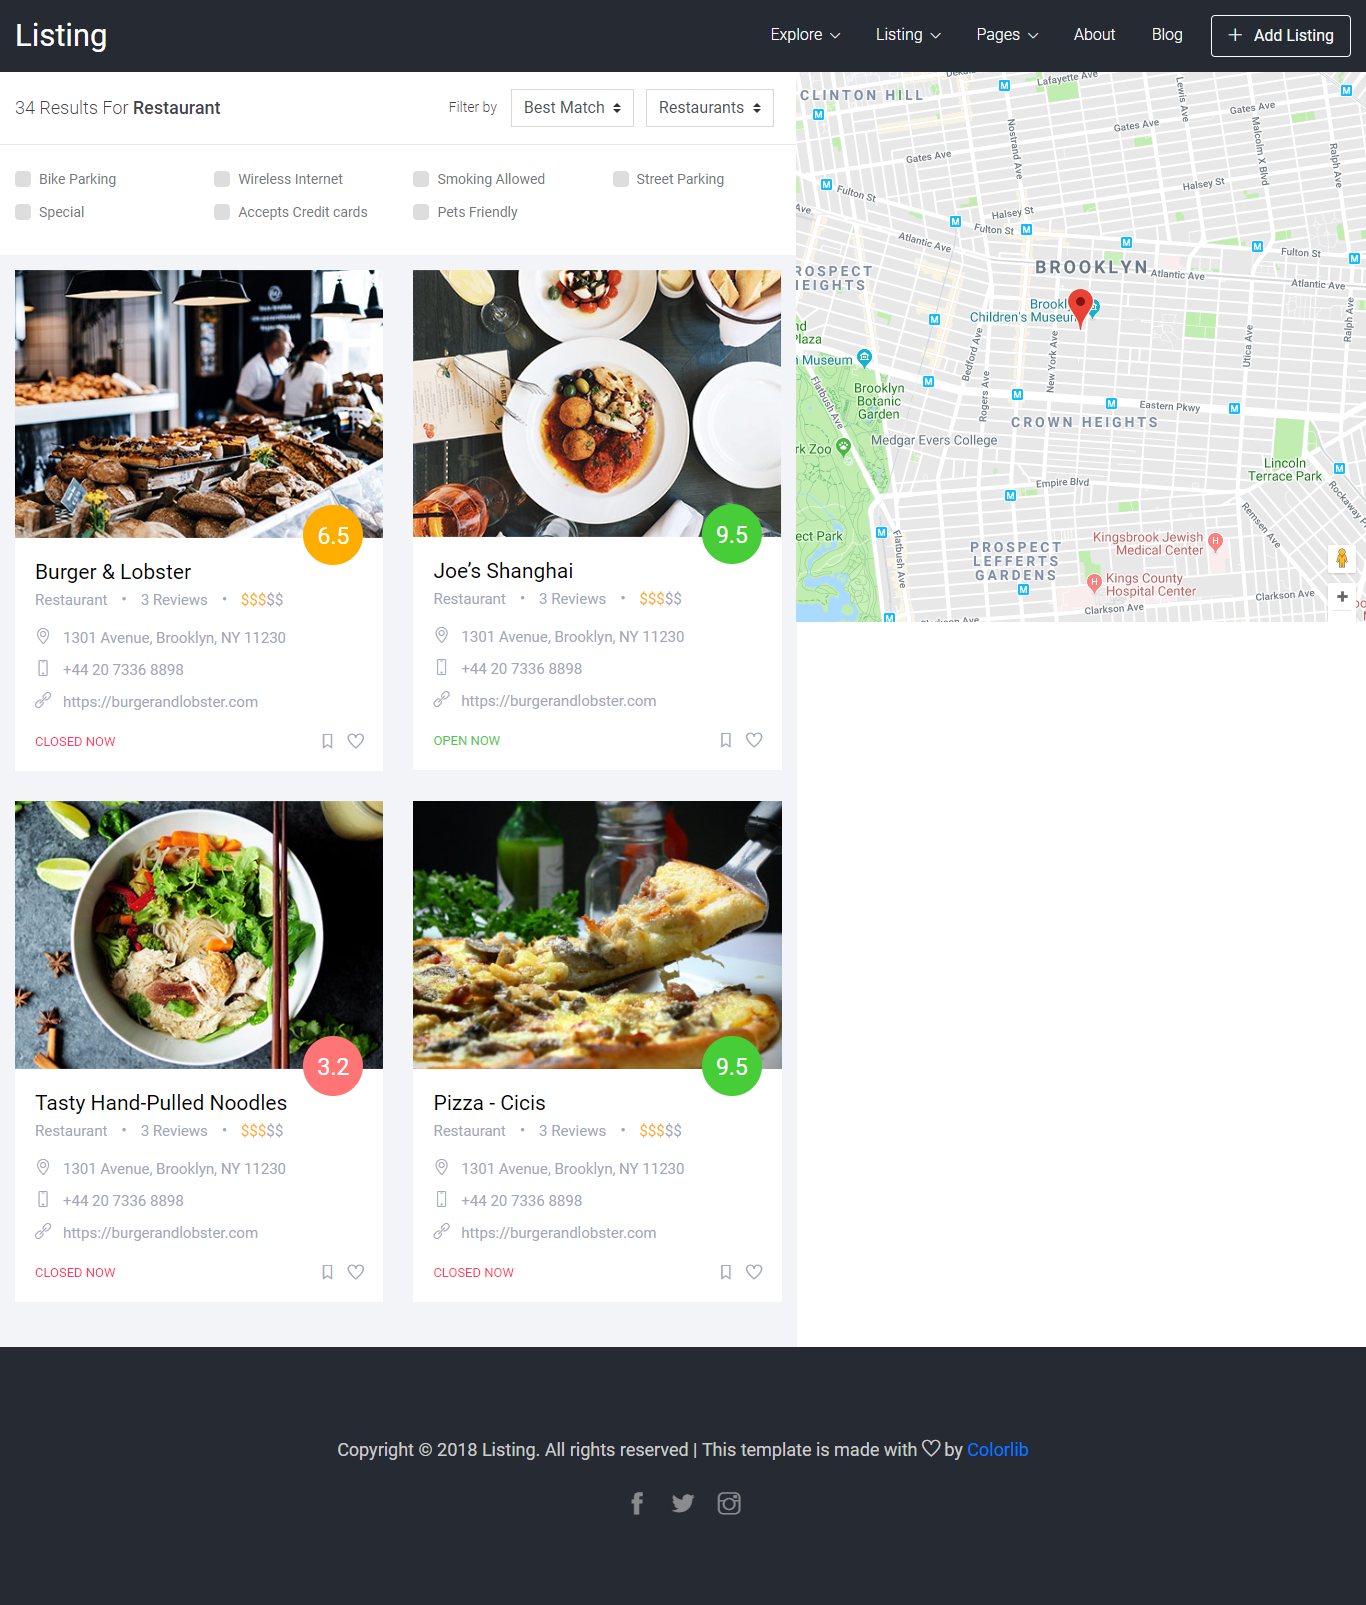 Listing
Explore
Listing
Pages
About
Blog
+ Add Listing
34 Results For Restaurant
Filter by
Best Match
Restaurants
Bike Parking
Wireless Internet
Smoking Allowed
Street Parking
Special
Accepts Credit cards
Pets Friendly
6.5
Burger & Lobster
Restaurant • 3 Reviews • $$$$$
1301 Avenue, Brooklyn, NY 11230
+44 20 7336 8898
https://burgerandlobster.com
CLOSED NOW
9.5
Joe’s Shanghai
Restaurant • 3 Reviews • $$$$$
1301 Avenue, Brooklyn, NY 11230
+44 20 7336 8898
https://burgerandlobster.com
OPEN NOW
3.2
Tasty Hand-Pulled Noodles
Restaurant • 3 Reviews • $$$$$
1301 Avenue, Brooklyn, NY 11230
+44 20 7336 8898
https://burgerandlobster.com
CLOSED NOW
9.5
Pizza - Cicis
Restaurant • 3 Reviews • $$$$$
1301 Avenue, Brooklyn, NY 11230
+44 20 7336 8898
https://burgerandlobster.com
CLOSED NOW
Lafayette Ave
CLINTON HILL
Lewis Ave
Gates Ave
Gates Ave
Nostrand Ave
Malcolm X Blvd
Ralph Ave
Gates Ave
Fulton St
Halsey St
Ave
Halsey St
Fulton St
Atlantic Ave
Fulton St
BROOKLYN
Atlantic Ave
ROSPECT
HEIGHTS
Atlantic Ave
Children's Museum
Ralph Ave
nd
Plaza
Utica Ave
Bedford Ave
New York Ave
Museum
Rogers Ave
Flatbush Ave
Brooklyn
Botanic
Garden
Eastern Pkwy
CROWN HEIGHTS
Medgar Evers College
rk Zoo
Lincoln
Terrace Park
Empire Blvd
Rockaway
Remsen Ave
ect Park
Flatbush Ave
Kingsbrook Jewish
Medical Center
PROSPECT
LEFFERTS
GARDENS
Kings County
Hospital Center
Clarkson Ave
Clarkson Ave
+
Copyright © 2018 Listing. All rights reserved | This template is made with ♡ by Colorlib